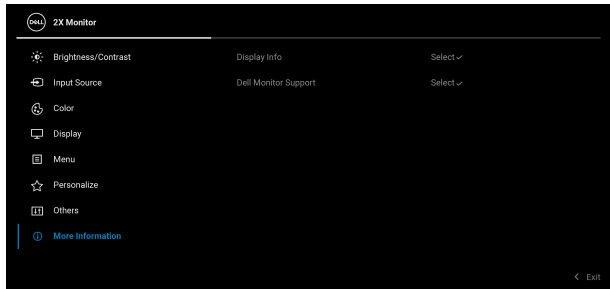 DELL 2X Monitor
Brightness/Contrast Display Info Select
Input Source Dell Monitor Support Select
Color
Display
Menu
Personalize
Others
More Information
Exit